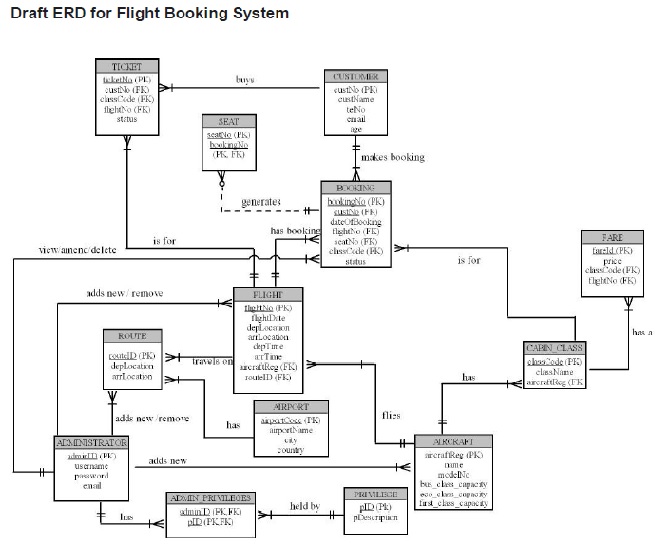 Draft ERD for Flight Booking System
TICKET
ticketNo (PK)
custNo (FK)
classCode (FK)
flightNo (FK)
status
buys
CUSTOMER
custNo (PK)
custName
telNo
email
age
SEAT
seatNo (PK)
bookingNo
(PK, FK)
makes booking
generates
BOOKING
bookingNo (PK)
custNo (FK)
dateOfBooking
flightNo (FK)
seatNo (FK)
classCode (FK)
status
has booking
is for
view/amend/delete
is for
FARE
fareId (PK)
price
classCode (FK)
flightNo (FK)
adds new / remove
FLIGHT
flightNo (PK)
flightDate
depLocation
arrLocation
depTime
arrTime
aircraftReg (FK)
routeID (FK)
ROUTE
routeID (PK)
depLocation
arrLocation
travels on
has a
CABIN_CLASS
classCode (PK)
className
aircraftReg (FK
has
adds new /remove
has
AIRPORT
airportCode (PK)
airportName
city
country
flies
ADMINISTRATOR
adminID (PK)
username
password
email
adds new
AIRCRAFT
aircraftReg (PK)
name
modelNo
bus_class_capacity
eco_class_capacity
first_class_capacity
has
ADMIN_PRIVILEGES
adminID (PK,FK)
pID (PK,FK)
held by
PRIVILEGE
pID (Pk)
pDescription